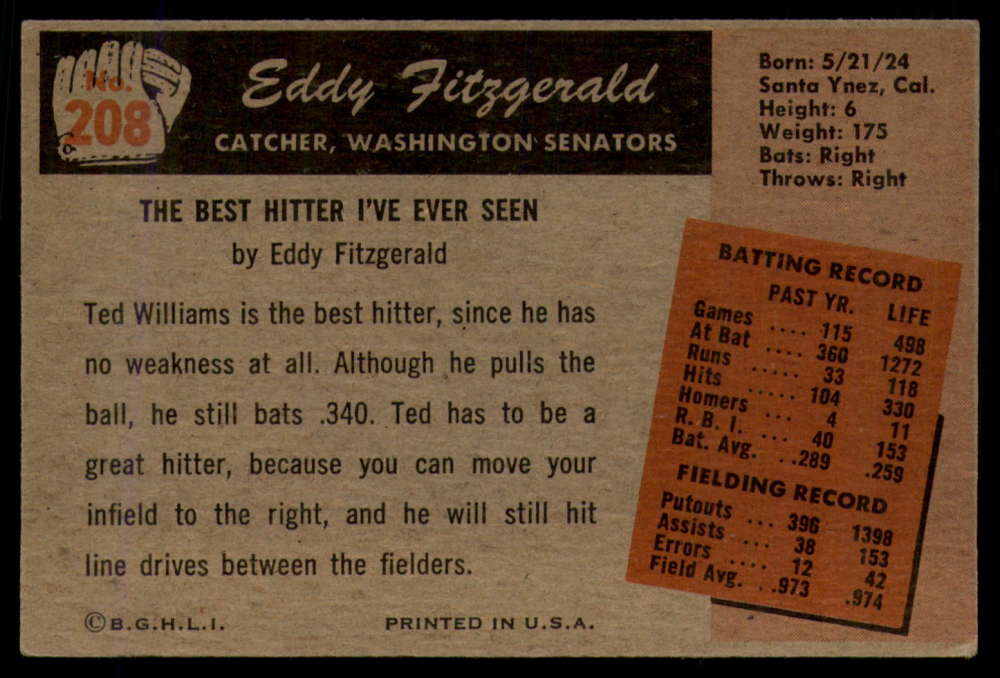 No.
208
Eddy Fitzgerald
CATCHER, WASHINGTON SENATORS
Born: 5/21/24
Santa Ynez, Cal.
Height: 6
Weight: 175
Bats: Right
Throws: Right
THE BEST HITTER I'VE EVER SEEN
by Eddy Fitzgerald
Ted Williams is the best hitter, since he has
no weakness at all. Although he pulls the
ball, he still bats .340. Ted has to be a
great hitter, because you can move your
infield to the right, and he will still hit
line drives between the fielders.
BATTING RECORD
PAST YR. LIFE
Games .... 115 498
At Bat .... 360 1272
Runs ..... 33 118
Hits ..... 104 330
Homers ... 4 11
R. B. I. ... 40 153
Bat. Avg. . .289 .259
FIELDING RECORD
Putouts ... 396 1398
Assists ... 38 153
Errors .... 12 42
Field Avg. . .973 .974
©B.G.H.L.I. PRINTED IN U.S.A.